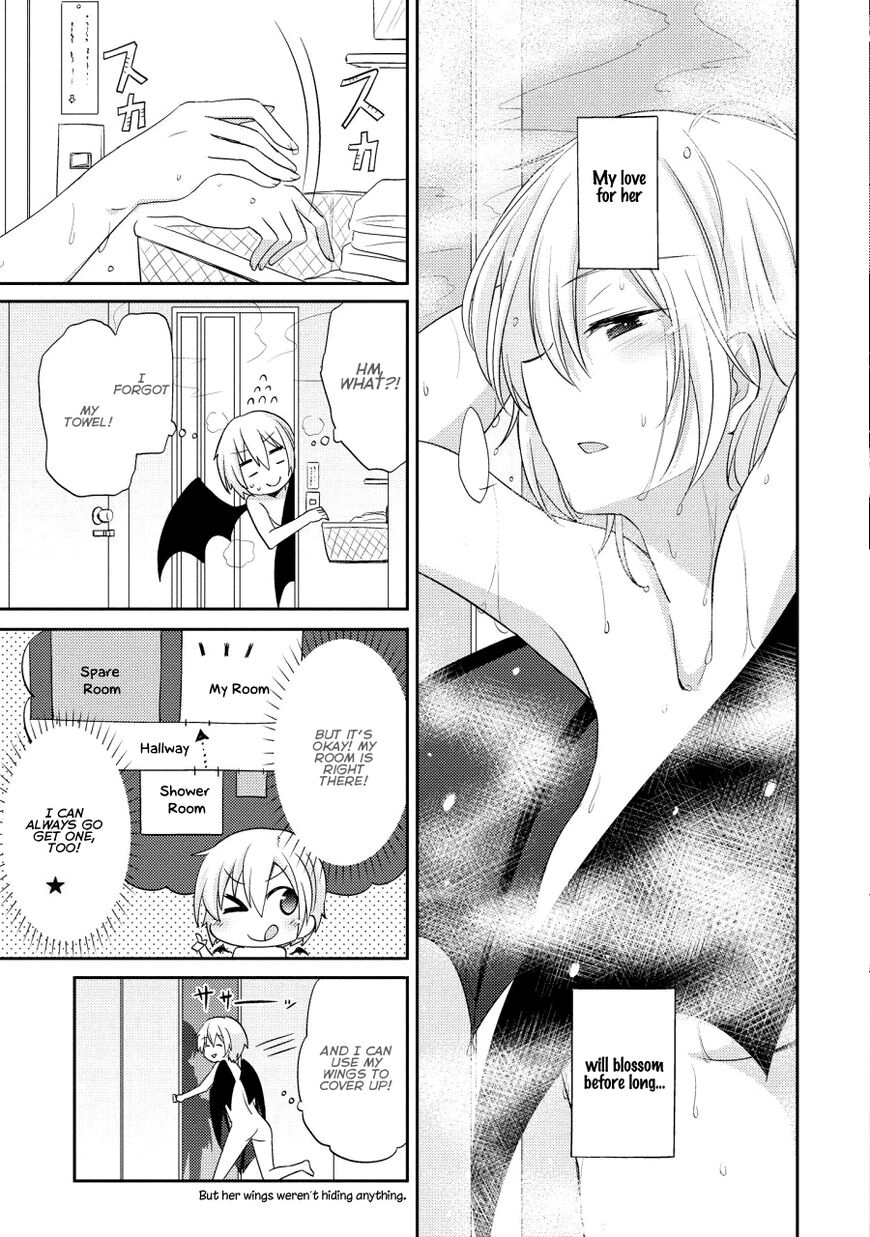 My love
for her
will blossom
before long...
スカ
スカ
HM,
WHAT?!
I
FORGOT
MY
TOWEL!
BUT IT'S
OKAY! MY
ROOM IS
RIGHT
THERE!
Spare
Room
My Room
Hallway
Shower
Room
I CAN
ALWAYS GO
GET ONE,
TOO!
★
AND I CAN
USE MY
WINGS TO
COVER UP!
ササーッ
But her wings weren't hiding anything.